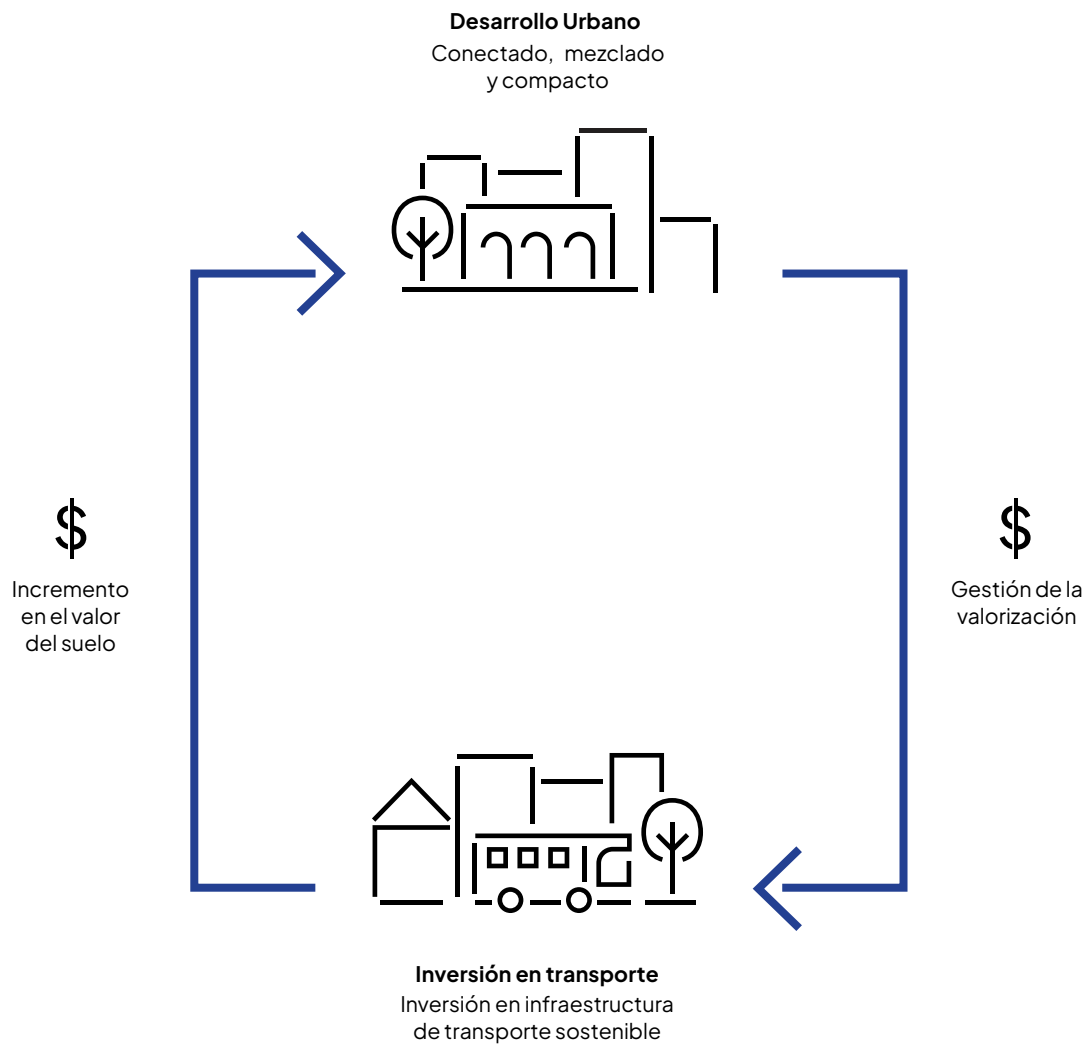 Desarrollo Urbano
Conectado, mezclado
y compacto
$
Incremento
en el valor
del suelo
$
Gestión de la
valorización
Inversión en transporte
Inversión en infraestructura
de transporte sostenible